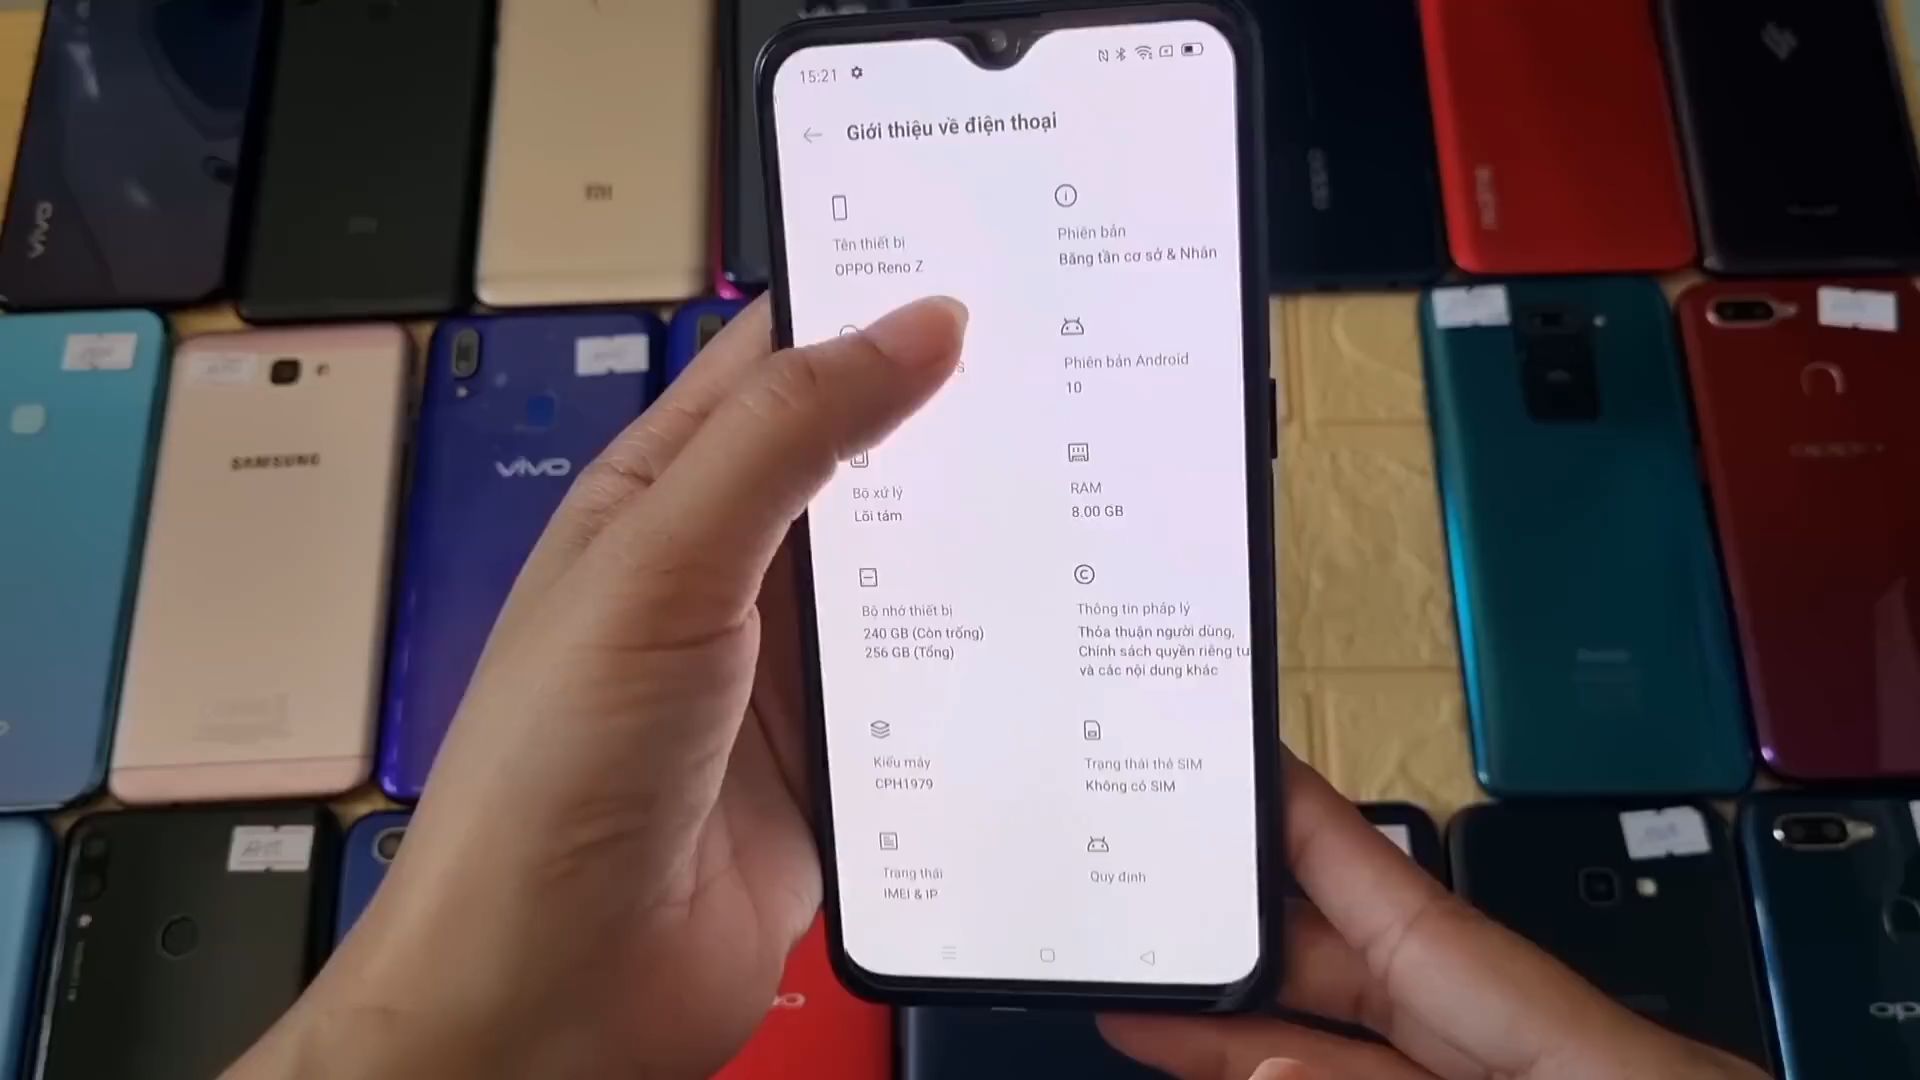 15:21
Giới thiệu về điện thoại
Tên thiết bị
OPPO Reno Z
Phiên bản
Băng tần cơ sở & Nhân
Phiên bản Android
10
Bộ xử lý
Lõi tám
RAM
8.00 GB
Bộ nhớ thiết bị
240 GB (Còn trống)
256 GB (Tổng)
Thông tin pháp lý
Thỏa thuận người dùng,
Chính sách quyền riêng tư
và các nội dung khác
Kiểu máy
CPH1979
Trạng thái thẻ SIM
Không có SIM
Trạng thái
IMEI & IP
Quy định
vivo
SAMSUNG
vivo
oppo